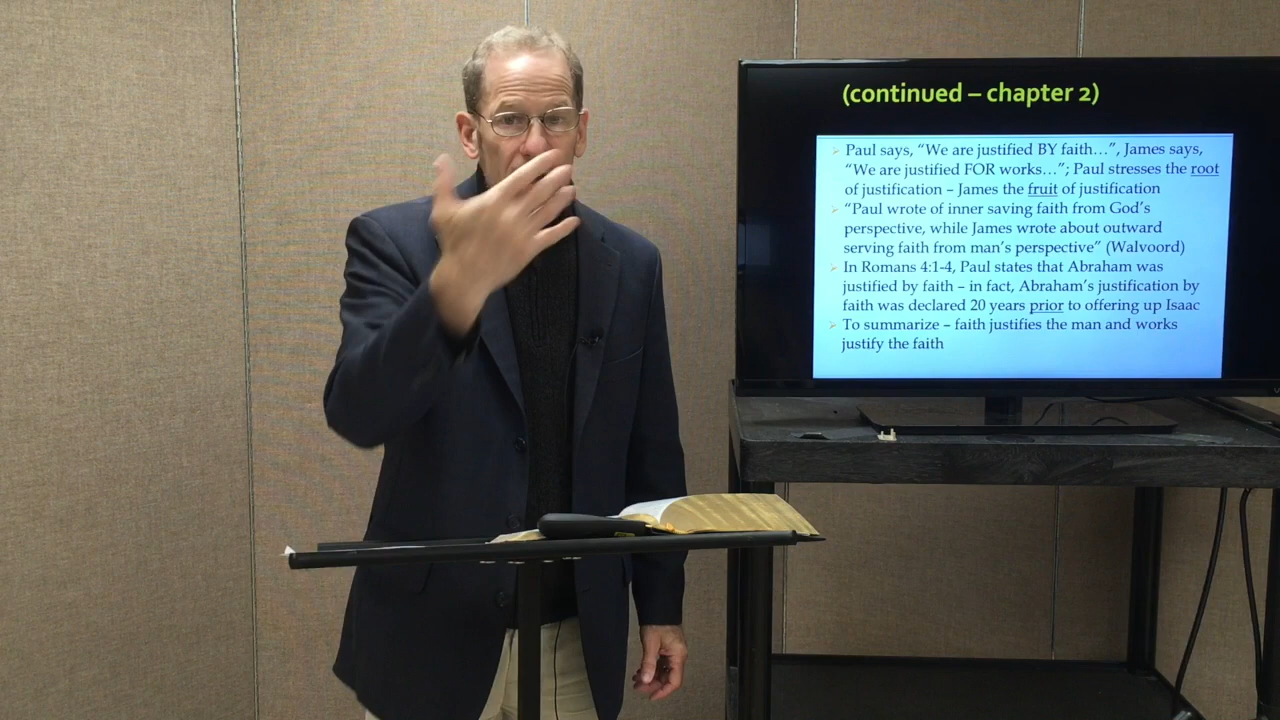 (continued – chapter 2)
Paul says, “We are justified BY faith…”, James says,
“We are justified FOR works…”; Paul stresses the root
of justification – James the fruit of justification
“Paul wrote of inner saving faith from God’s
perspective, while James wrote about outward
serving faith from man’s perspective” (Walvoord)
In Romans 4:1-4, Paul states that Abraham was
justified by faith – in fact, Abraham’s justification by
faith was declared 20 years prior to offering up Isaac
To summarize – faith justifies the man and works
justify the faith